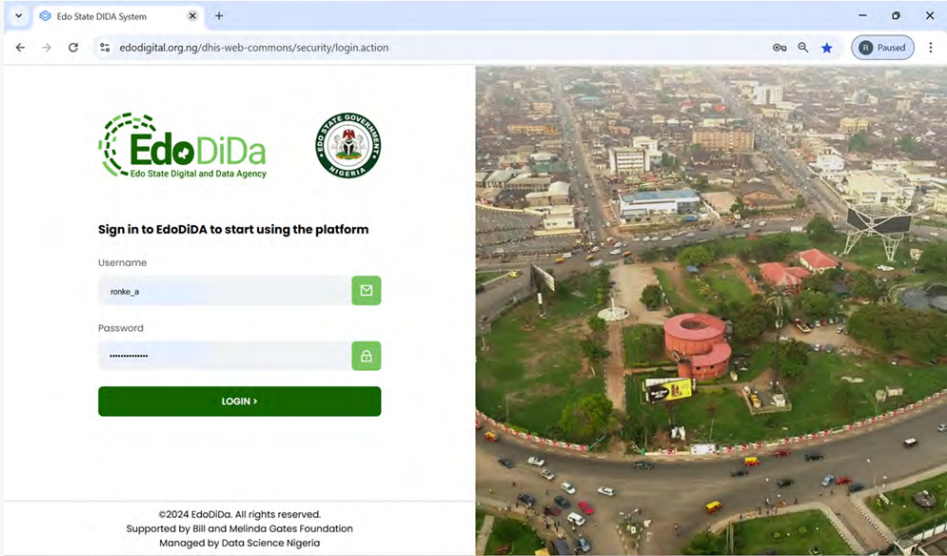 Edo State DIDA System
edodigital.org.ng/dhis-web-commons/security/login.action
Paused
EdoDiDa
Edo State Digital and Data Agency
EDO STATE GOVERNMENT
NIGERIA
Sign in to EdoDiDA to start using the platform
Username
ronke_a
Password
••••••••••••••
LOGIN >
©2024 EdoDiDa. All rights reserved.
Supported by Bill and Melinda Gates Foundation
Managed by Data Science Nigeria